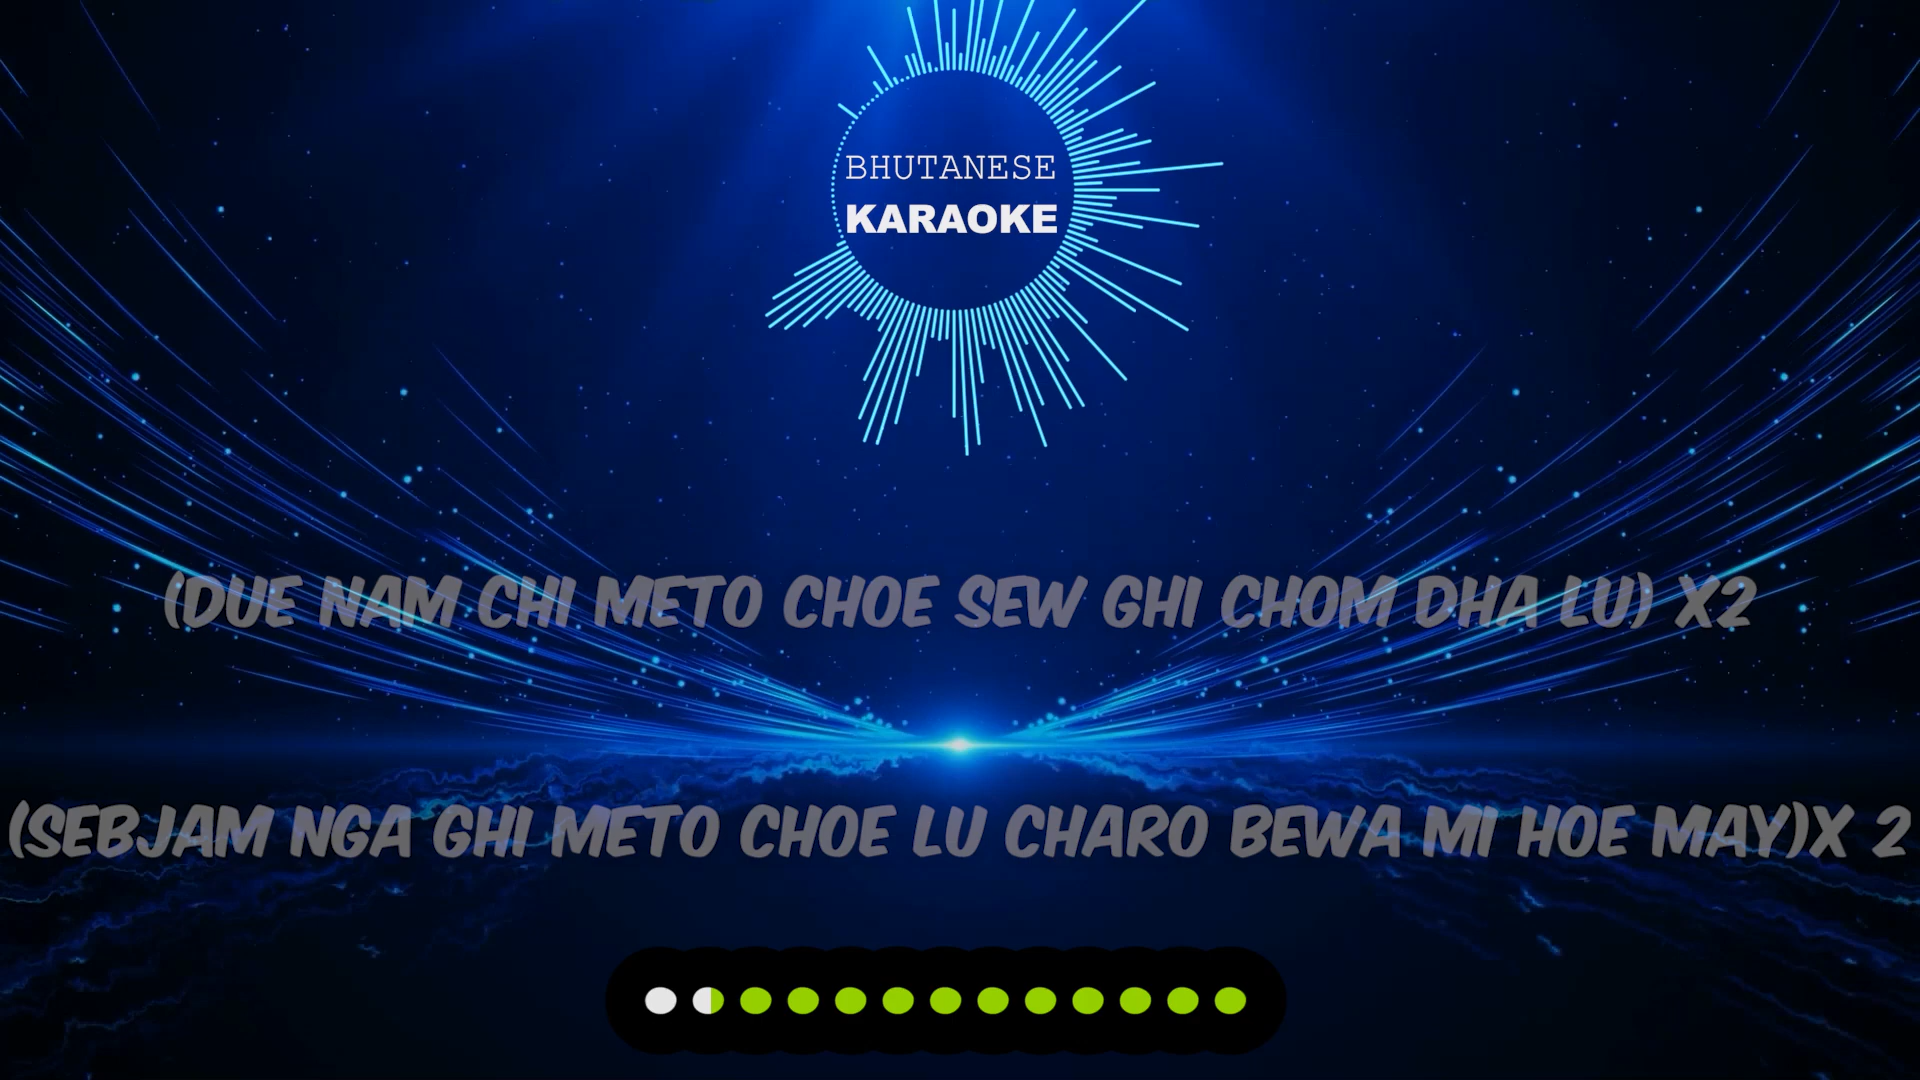 BHUTANESE
KARAOKE
(DUE NAM CHI METO CHOE SEW GHI CHOM DHA LU) X2
(SEBJAM NGA GHI METO CHOE LU CHARO BEWA MI HOE MAY)X 2